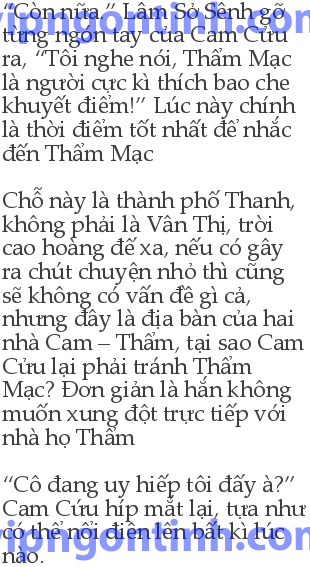 “Còn nữa.” Lâm Sở Sênh gỡ
từng ngón tay của Cam Cửu
ra, “Tôi nghe nói, Thẩm Mạc
là người cực kì thích bao che
khuyết điểm!” Lúc này chính
là thời điểm tốt nhất để nhắc
đến Thẩm Mạc
Chỗ này là thành phố Thanh,
không phải là Vân Thị, trời
cao hoàng đế xa, nếu có gây
ra chút chuyện nhỏ thì cũng
sẽ không có vấn đề gì cả,
nhưng đây là địa bàn của hai
nhà Cam – Thẩm, tại sao Cam
Cửu lại phải tránh Thẩm
Mạc? Đơn giản là hắn không
muốn xung đột trực tiếp với
nhà họ Thẩm
“Cô đang uy hiếp tôi đấy à?”
Cam Cửu híp mắt lại, tựa như
có thể nổi điên lên bất kì lúc
nào.
vipngontinh.com
vipngontinh.com